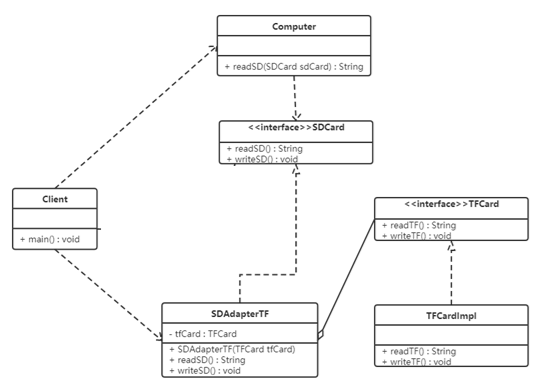 Computer
+ readSD(SDCard sdCard) : String
<<interface>>SDCard
+ readSD() : String
+ writeSD() : void
Client
+ main() : void
<<interface>>TFCard
+ readTF() : String
+ writeTF() : void
SDAdapterTF
- tfCard : TFCard
+ SDAdapterTF(TFCard tfCard)
+ readSD() : String
+ writeSD() : void
TFCardImpl
+ readTF() : String
+ writeTF() : void